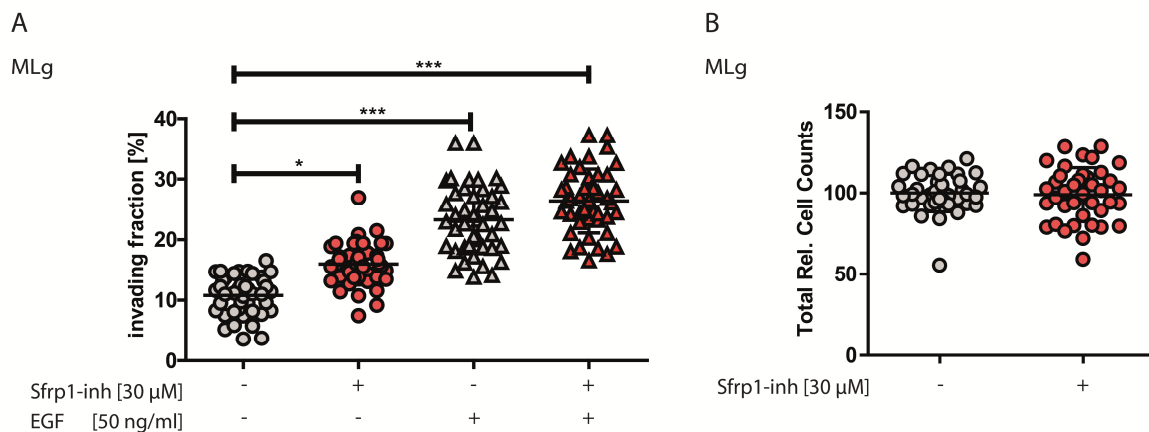 A
B
MLg
MLg
***
***
*
invading fraction [%]
40
30
20
10
0
Sfrp1-inh [30 µM] - + - +
EGF [50 ng/ml] - - + +
Total Rel. Cell Counts
150
100
50
0
Sfrp1-inh [30 µM] - +